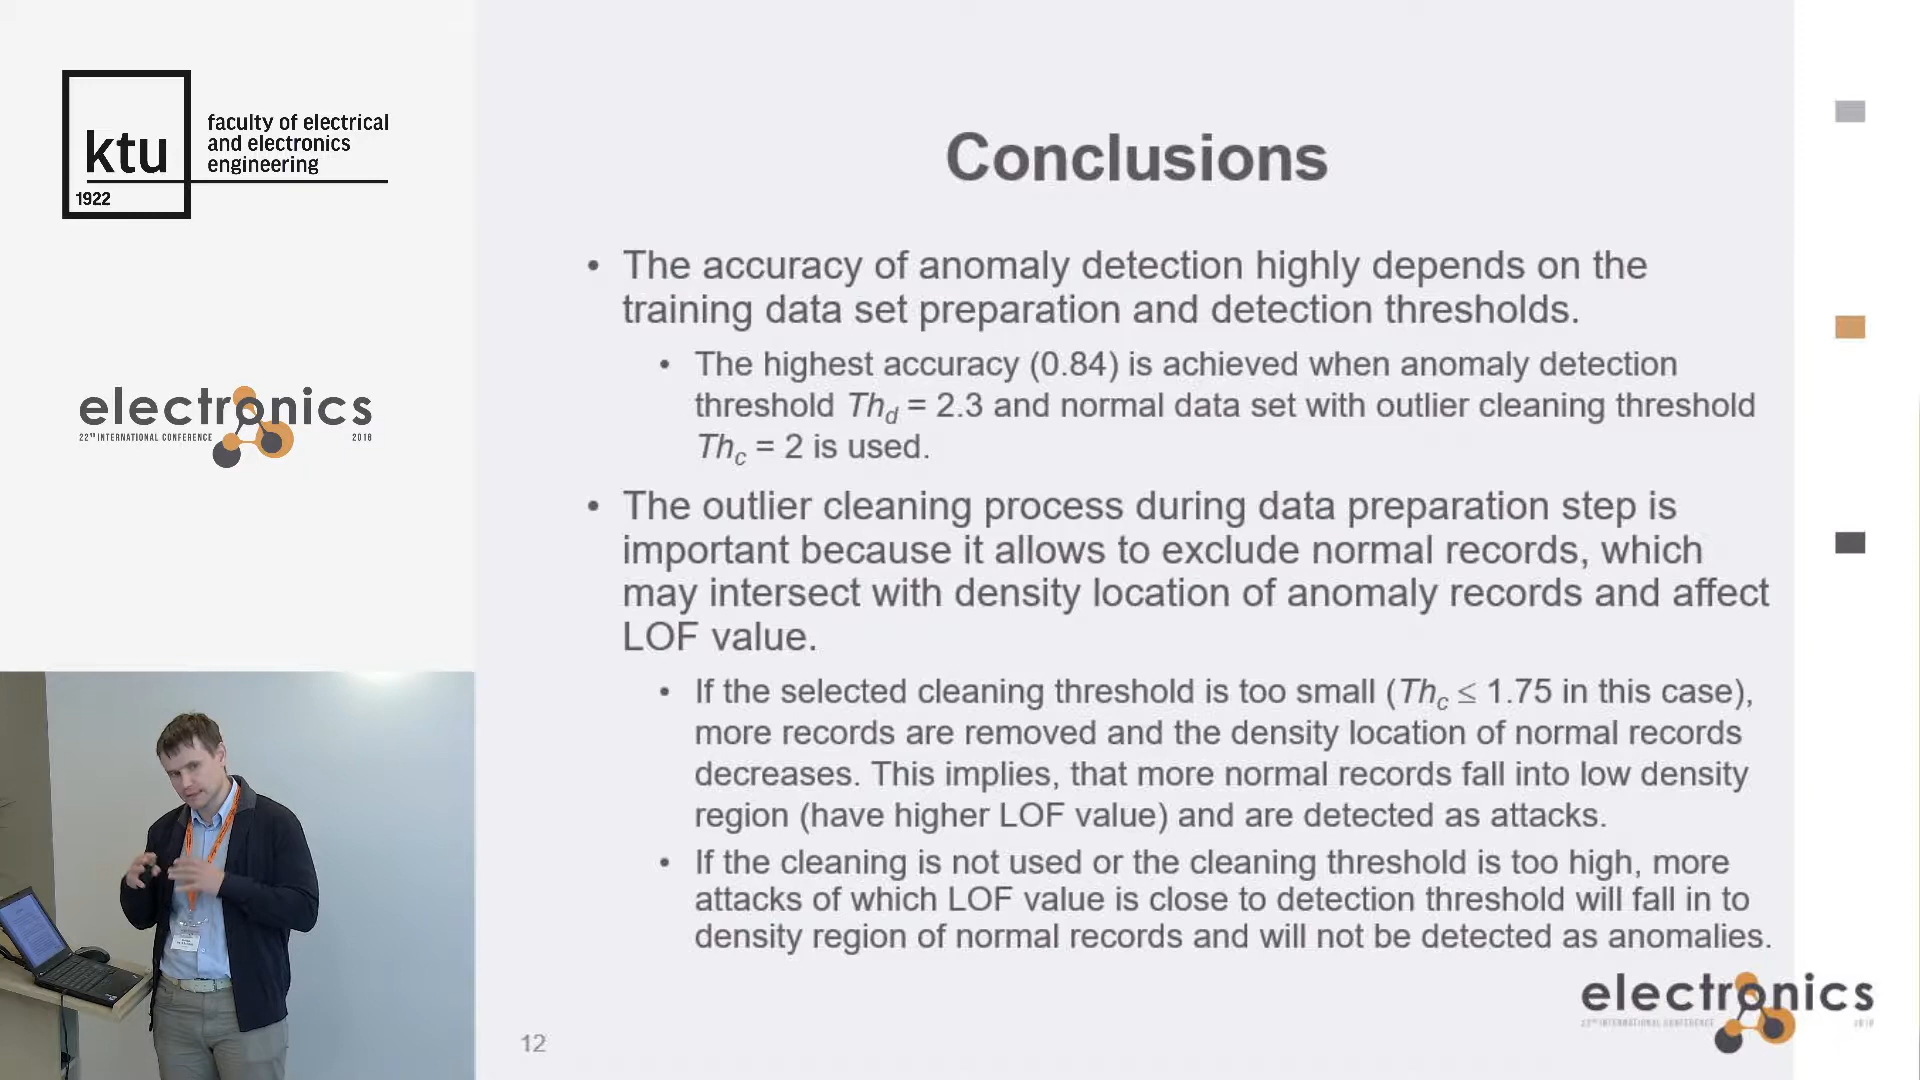 ktu
1922
faculty of electrical
and electronics
engineering
electronics
22ND INTERNATIONAL CONFERENCE 2018
Conclusions
• The accuracy of anomaly detection highly depends on the
training data set preparation and detection thresholds.
• The highest accuracy (0.84) is achieved when anomaly detection
threshold Thd = 2.3 and normal data set with outlier cleaning threshold
Thc = 2 is used.
• The outlier cleaning process during data preparation step is
important because it allows to exclude normal records, which
may intersect with density location of anomaly records and affect
LOF value.
• If the selected cleaning threshold is too small (Thc ≤ 1.75 in this case),
more records are removed and the density location of normal records
decreases. This implies, that more normal records fall into low density
region (have higher LOF value) and are detected as attacks.
• If the cleaning is not used or the cleaning threshold is too high, more
attacks of which LOF value is close to detection threshold will fall in to
density region of normal records and will not be detected as anomalies.
electronics
22ND INTERNATIONAL CONFERENCE 2018
12